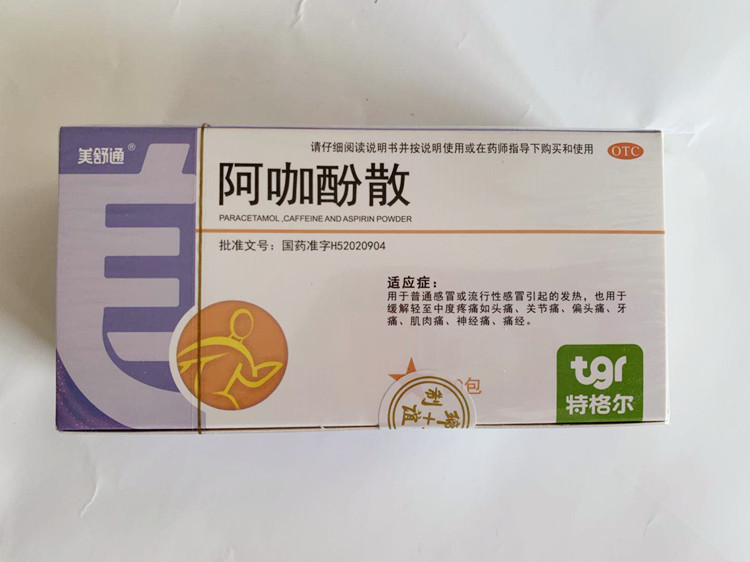 美舒通®
请仔细阅读说明书并按说明使用或在药师指导下购买和使用
OTC
阿咖酚散
PARACETAMOL ,CAFFEINE AND ASPIRIN POWDER
批准文号：国药准字H52020904
适应症：
用于普通感冒或流行性感冒引起的发热，也用于
缓解轻至中度疼痛如头痛、关节痛、偏头痛、牙
痛、肌肉痛、神经痛、痛经。
包
tgr
特格尔